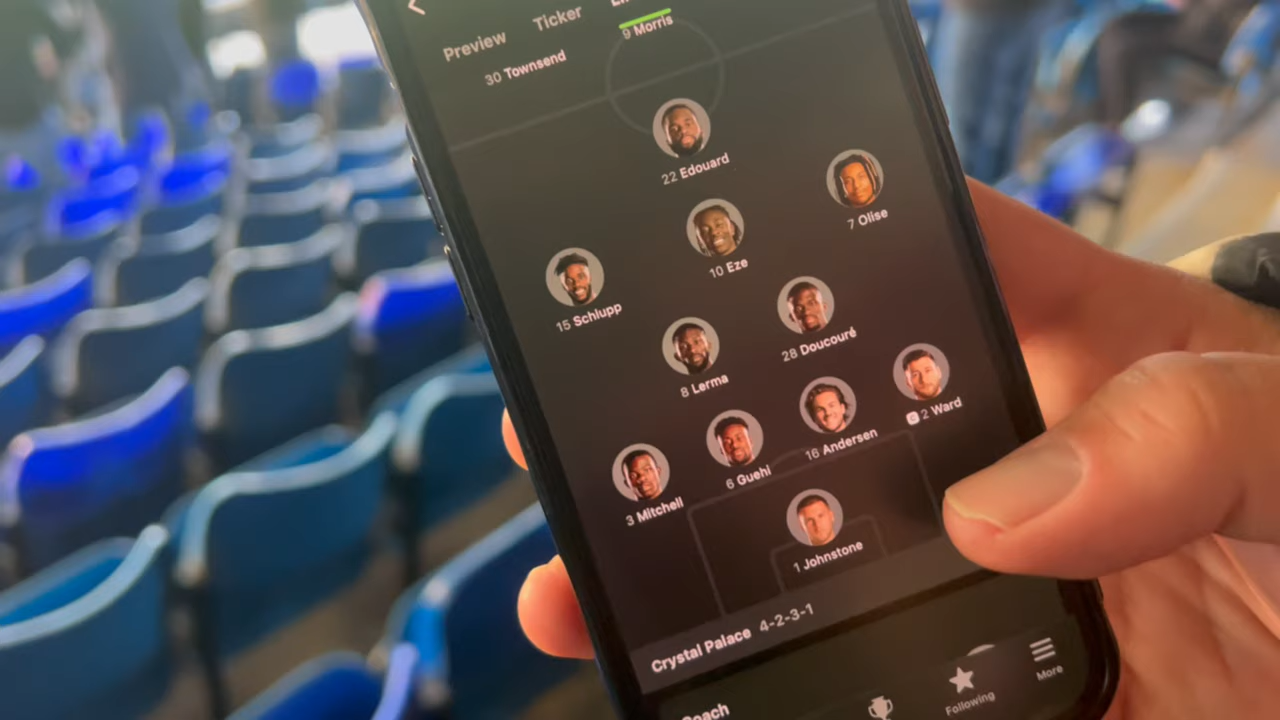 Preview Ticker
9 Morris
30 Townsend
22 Edouard
7 Olise
10 Eze
15 Schlupp
28 Doucouré
8 Lerma
C 2 Ward
16 Andersen
6 Guehi
3 Mitchell
1 Johnstone
Crystal Palace 4-2-3-1
Coach
Following
More